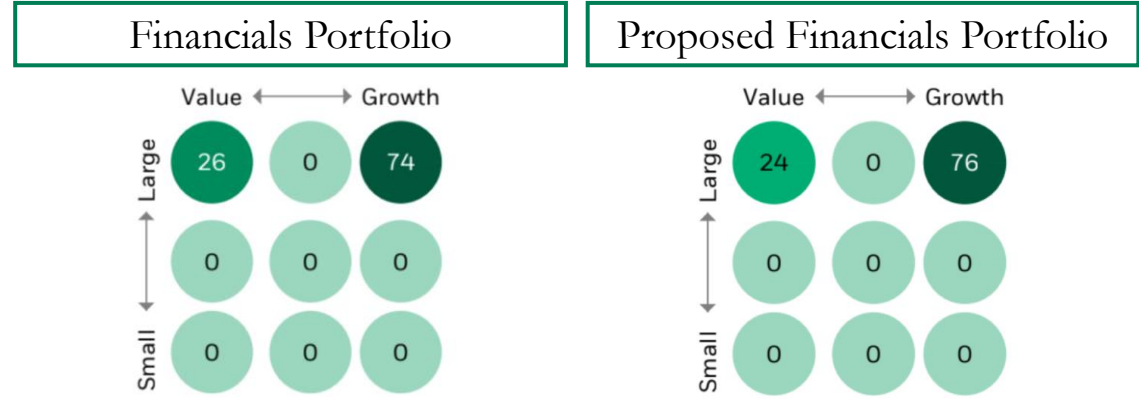 Financials Portfolio
Proposed Financials Portfolio
Value Growth
Large
26 0 74
0 0 0
Small
0 0 0
Value Growth
Large
24 0 76
0 0 0
Small
0 0 0